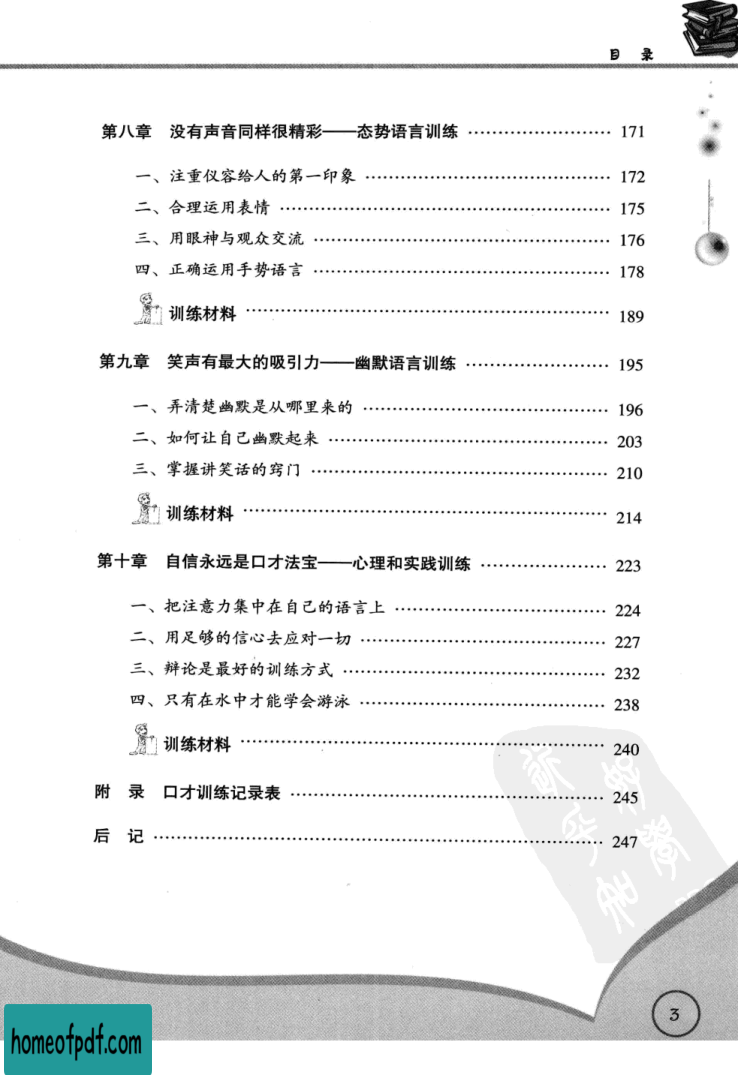 目 录
第八章 没有声音同样很精彩——态势语言训练 …………………… 171
一、注重仪容给人的第一印象 …………………………………… 172
二、合理运用表情 ………………………………………………… 175
三、用眼神与观众交流 …………………………………………… 176
四、正确运用手势语言 …………………………………………… 178
训练材料 ……………………………………………………… 189
第九章 笑声有最大的吸引力——幽默语言训练 …………………… 195
一、弄清楚幽默是从哪里来的 …………………………………… 196
二、如何让自己幽默起来 ………………………………………… 203
三、掌握讲笑话的窍门 …………………………………………… 210
训练材料 ……………………………………………………… 214
第十章 自信永远是口才法宝——心理和实践训练 ………………… 223
一、把注意力集中在自己的语言上 ……………………………… 224
二、用足够的信心去应对一切 …………………………………… 227
三、辩论是最好的训练方式 ……………………………………… 232
四、只有在水中才能学会游泳 …………………………………… 238
训练材料 ……………………………………………………… 240
附 录 口才训练记录表 ……………………………………………… 245
后 记 ………………………………………………………………… 247
3
homeofpdf.com